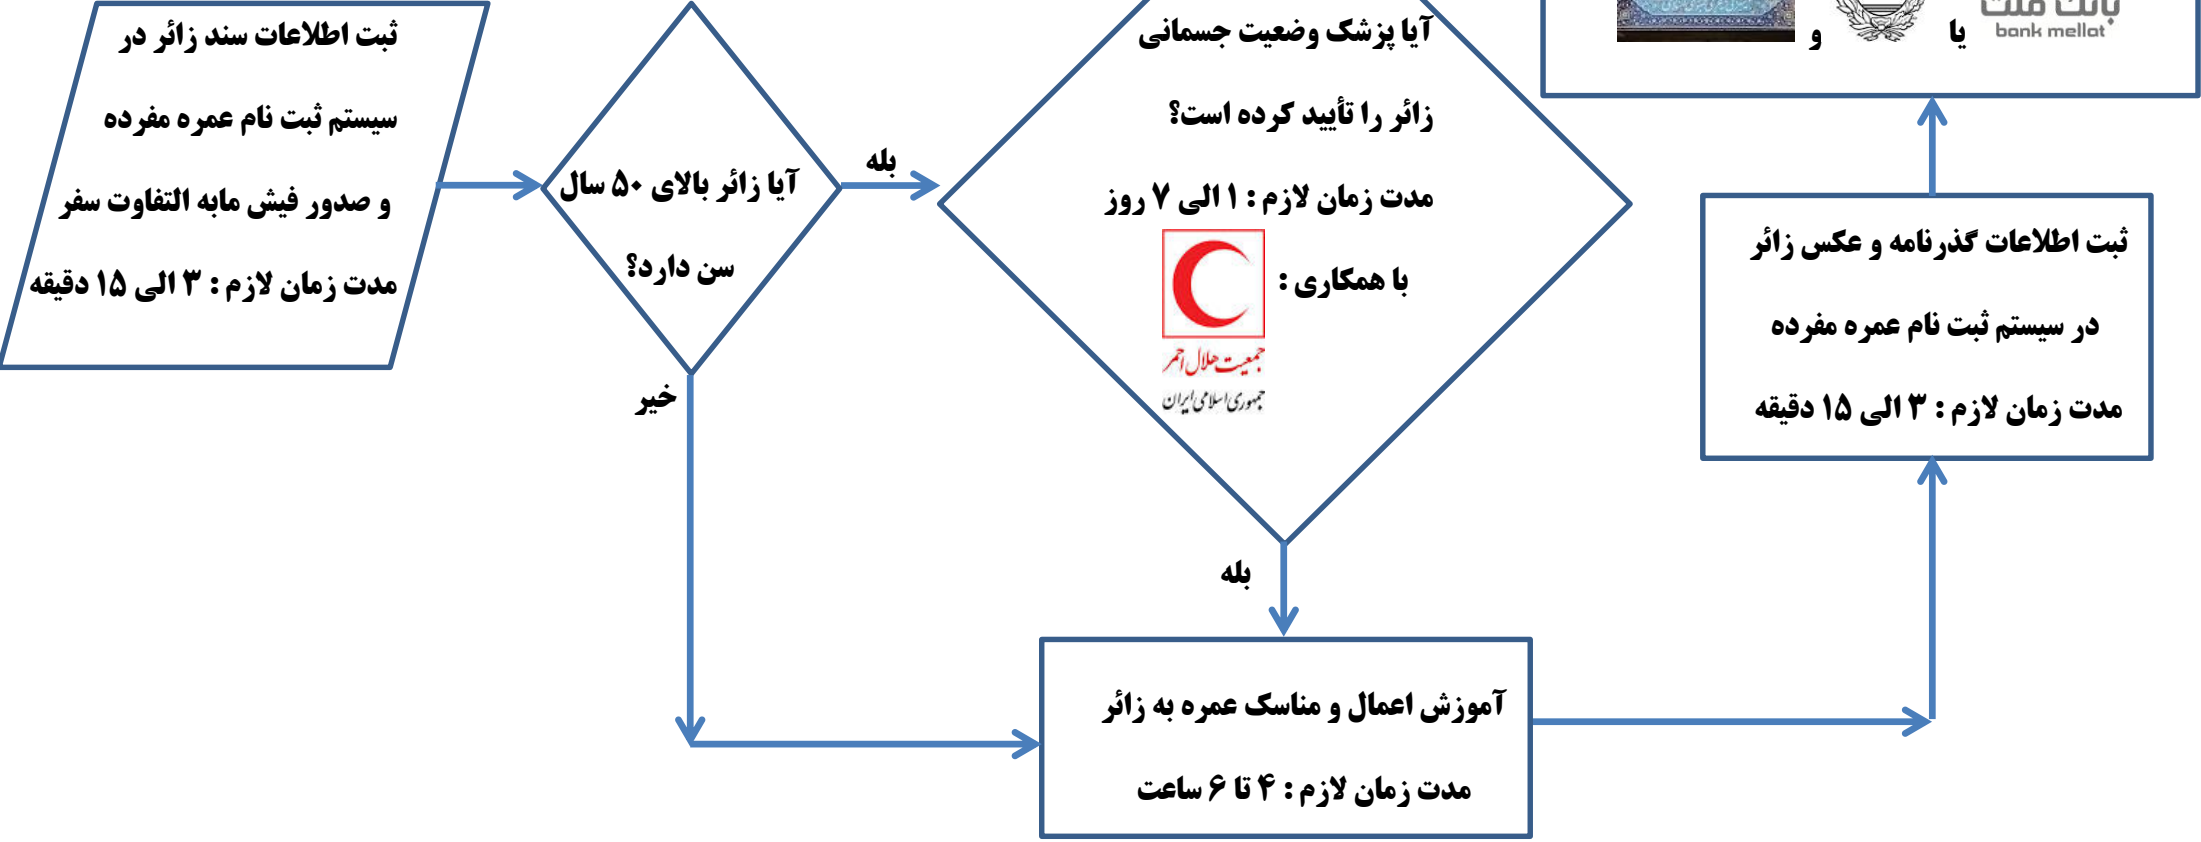 ثبت اطلاعات سند زائر در
سیستم ثبت نام عمره مفرده
و صدور فیش مابه التفاوت سفر
مدت زمان لازم : ۳ الی ۱۵ دقیقه
آیا زائر بالای ۵۰ سال
سن دارد؟
بله
خیر
آیا پزشک وضعیت جسمانی
زائر را تأیید کرده است؟
مدت زمان لازم : ۱ الی ۷ روز
با همکاری :
جمعیت هلال احمر
جمهوری اسلامی ایران
بله
آموزش اعمال و مناسک عمره به زائر
مدت زمان لازم : ۴ تا ۶ ساعت
ثبت اطلاعات گذرنامه و عکس زائر
در سیستم ثبت نام عمره مفرده
مدت زمان لازم : ۳ الی ۱۵ دقیقه
بانک ملت
bank mellat
یا
و